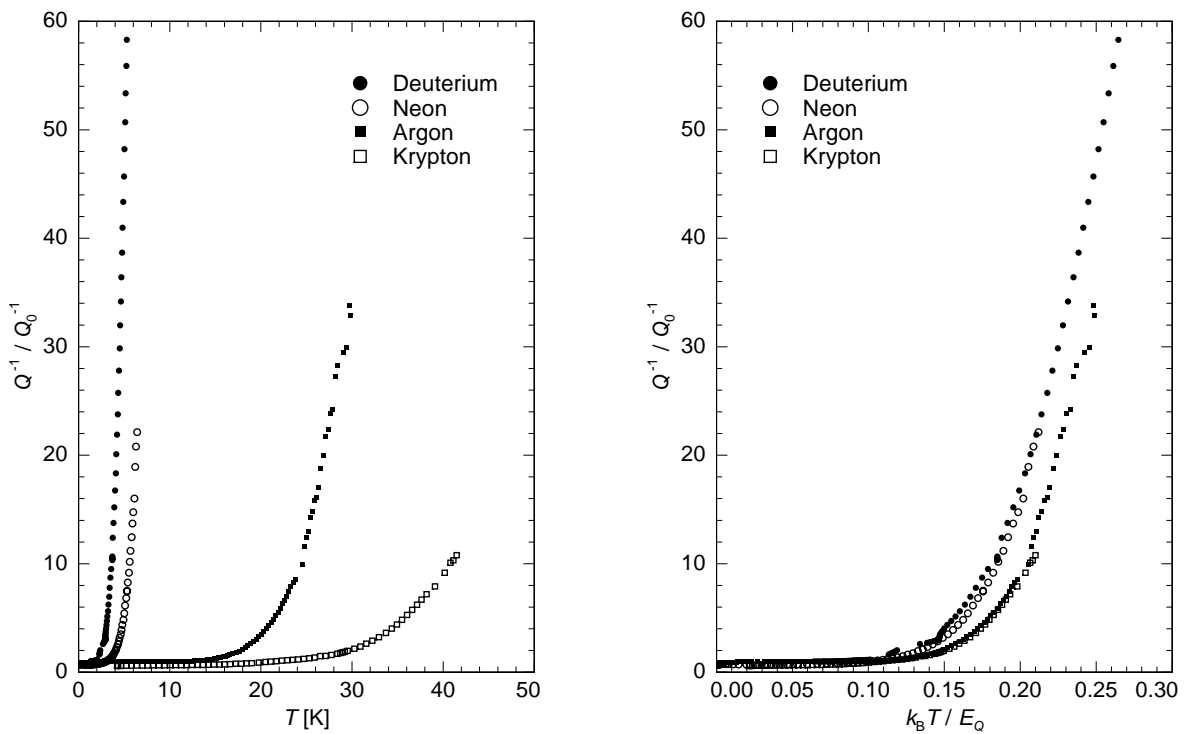 60
50
40
30
20
10
0
0 10 20 30 40 50
T [K]
Q⁻¹ / Q₀⁻¹
Deuterium
Neon
Argon
Krypton
60
50
40
30
20
10
0
0.00 0.05 0.10 0.15 0.20 0.25 0.30
k_B T / E_Q
Q⁻¹ / Q₀⁻¹
Deuterium
Neon
Argon
Krypton